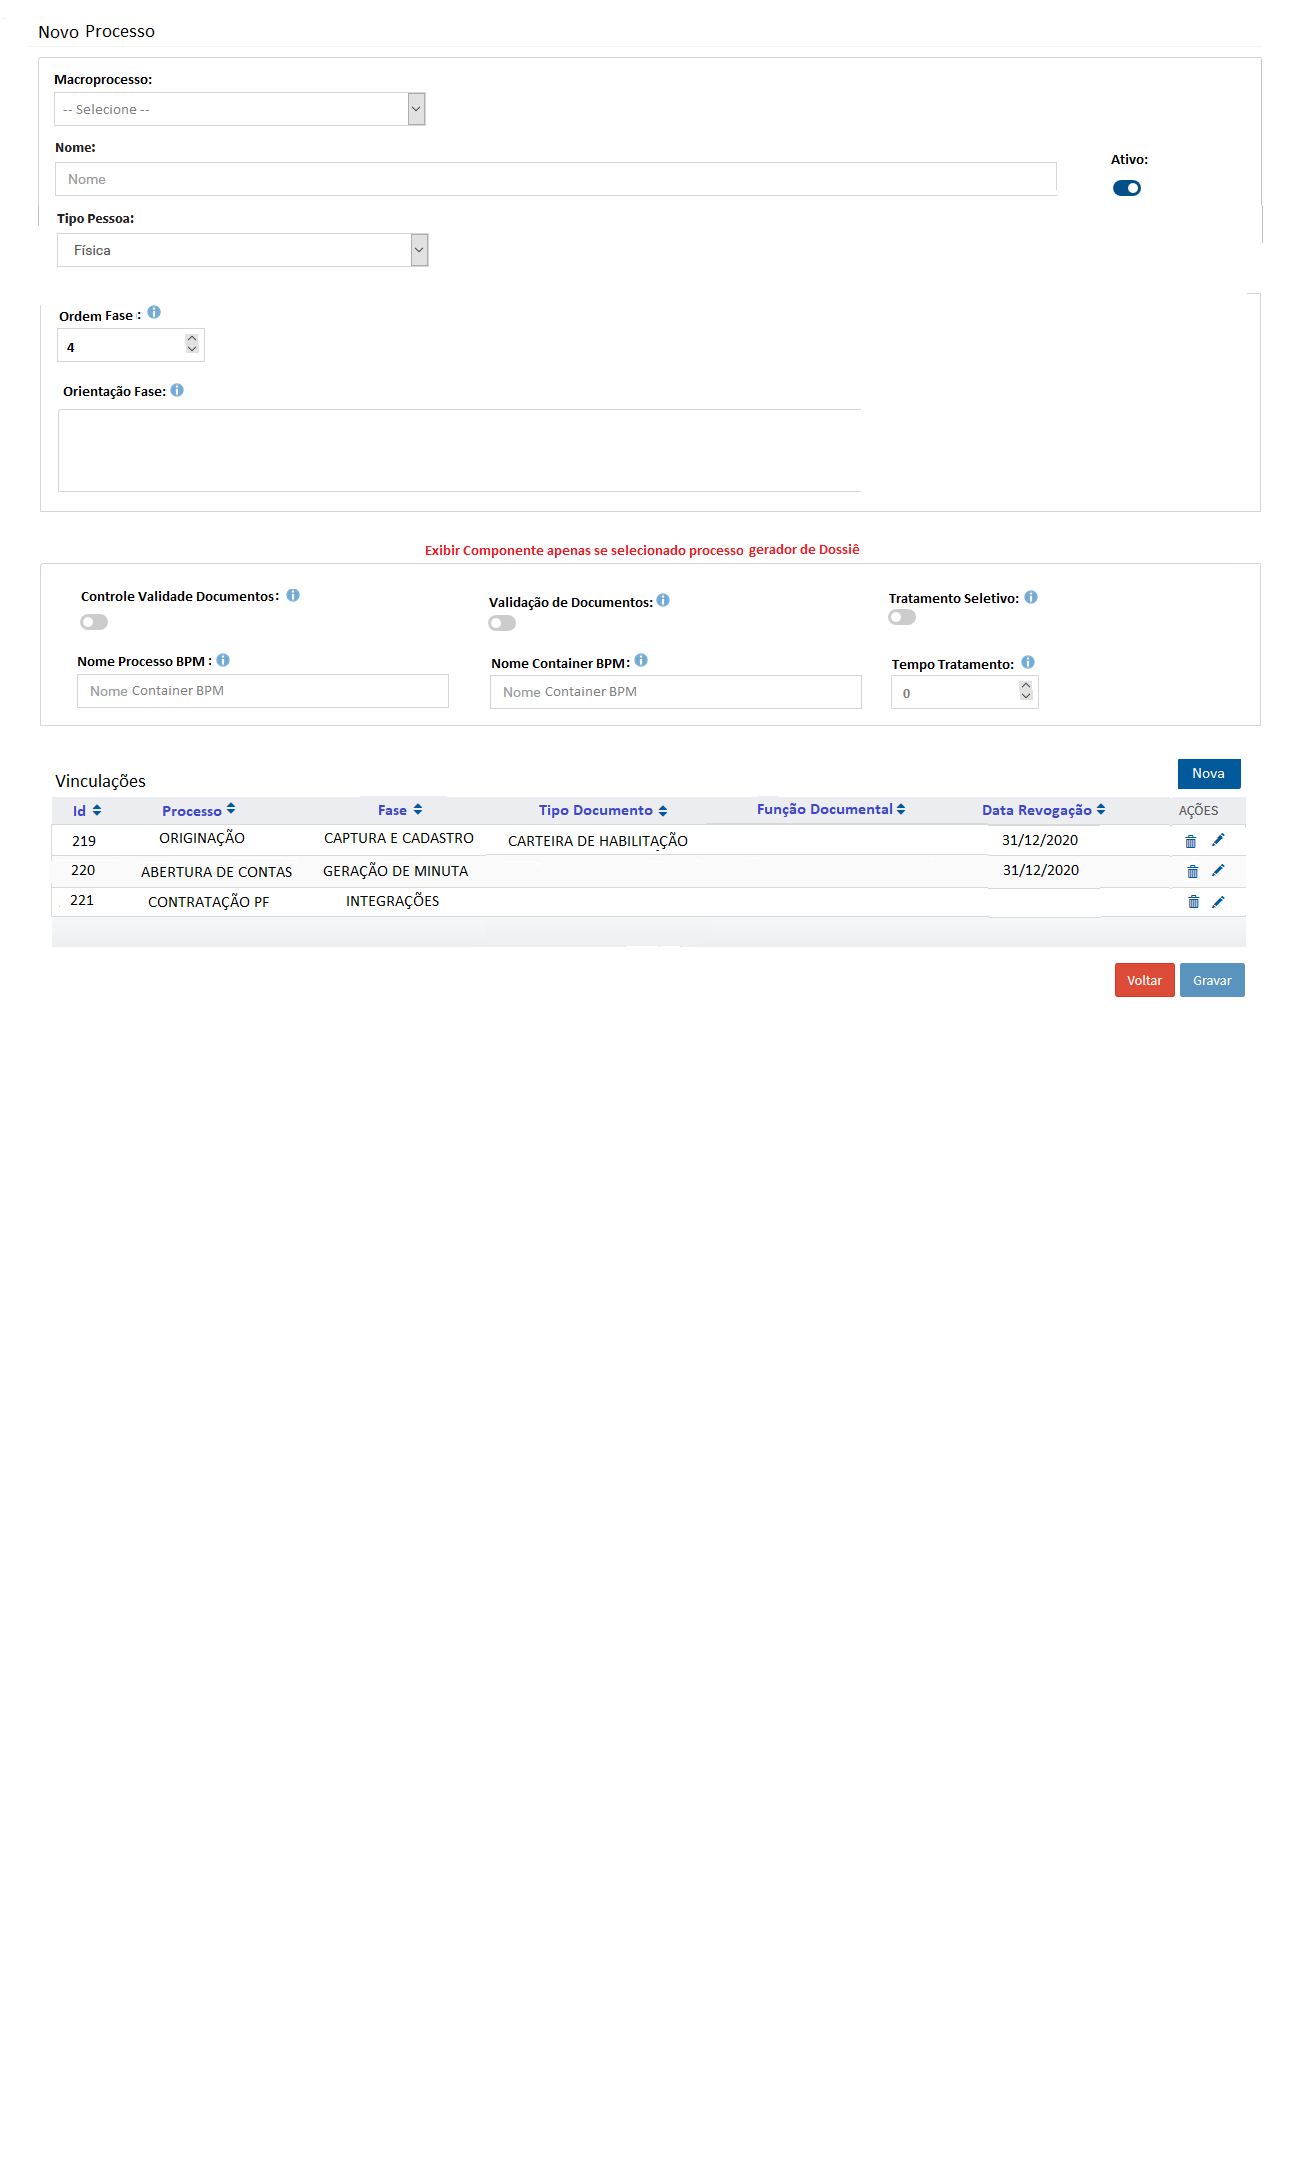 Novo Processo
Macroprocesso:
-- Selecione --
Nome:
Ativo:
Nome
Tipo Pessoa:
Física
Ordem Fase :
4
Orientação Fase:
Exibir Componente apenas se selecionado processo gerador de Dossiê
Controle Validade Documentos: Validação de Documentos: Tratamento Seletivo:
Nome Processo BPM : Nome Container BPM: Tempo Tratamento:
Nome Container BPM Nome Container BPM 0
Vinculações Nova
Id Processo Fase Tipo Documento Função Documental Data Revogação AÇÕES
219 ORIGINAÇÃO CAPTURA E CADASTRO CARTEIRA DE HABILITAÇÃO 31/12/2020
220 ABERTURA DE CONTAS GERAÇÃO DE MINUTA 31/12/2020
221 CONTRATAÇÃO PF INTEGRAÇÕES
Voltar Gravar